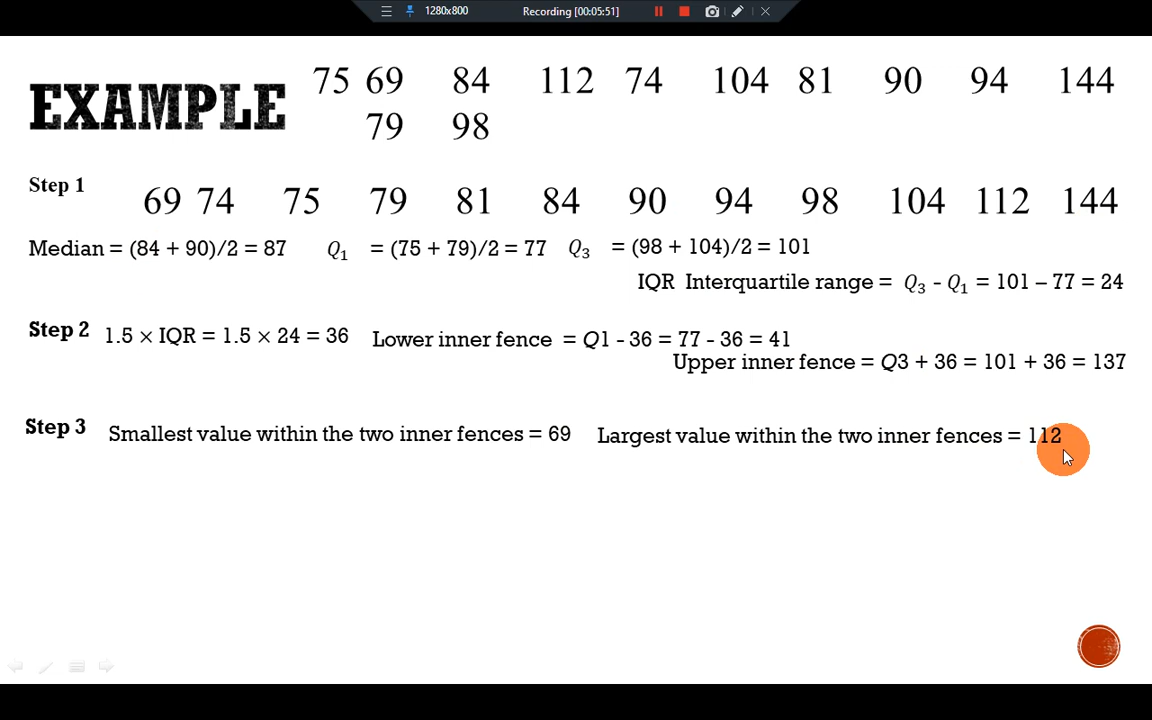 1280x800 Recording [00:05:51]
EXAMPLE 75 69 84 112 74 104 81 90 94 144
79 98
Step 1
69 74 75 79 81 84 90 94 98 104 112 144
Median = (84 + 90)/2 = 87 Q1 = (75 + 79)/2 = 77 Q3 = (98 + 104)/2 = 101
IQR Interquartile range = Q3 - Q1 = 101 – 77 = 24
Step 2 1.5 × IQR = 1.5 × 24 = 36 Lower inner fence = Q1 - 36 = 77 - 36 = 41
Upper inner fence = Q3 + 36 = 101 + 36 = 137
Step 3 Smallest value within the two inner fences = 69 Largest value within the two inner fences = 112